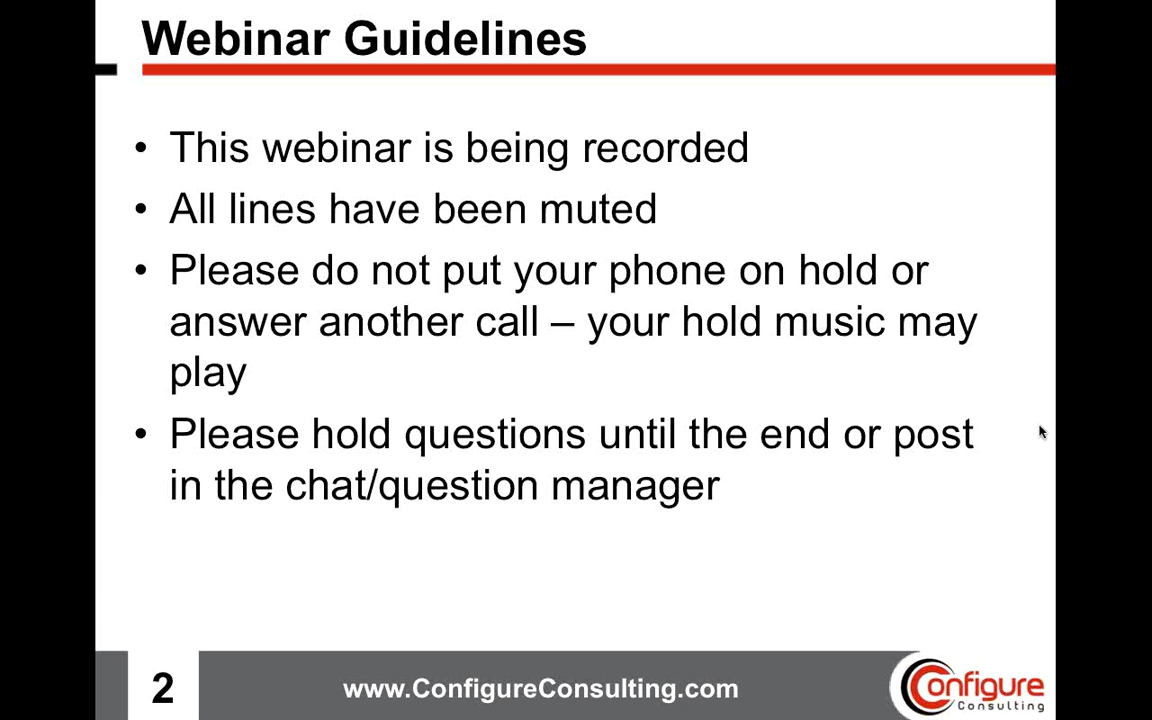 Webinar Guidelines
• This webinar is being recorded
• All lines have been muted
• Please do not put your phone on hold or
answer another call – your hold music may
play
• Please hold questions until the end or post
in the chat/question manager
2
www.ConfigureConsulting.com
Configure
Consulting